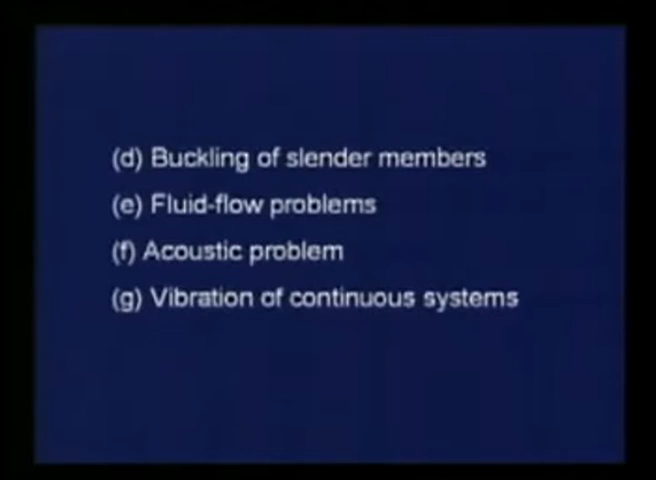 (d) Buckling of slender members
(e) Fluid-flow problems
(f) Acoustic problem
(g) Vibration of continuous systems